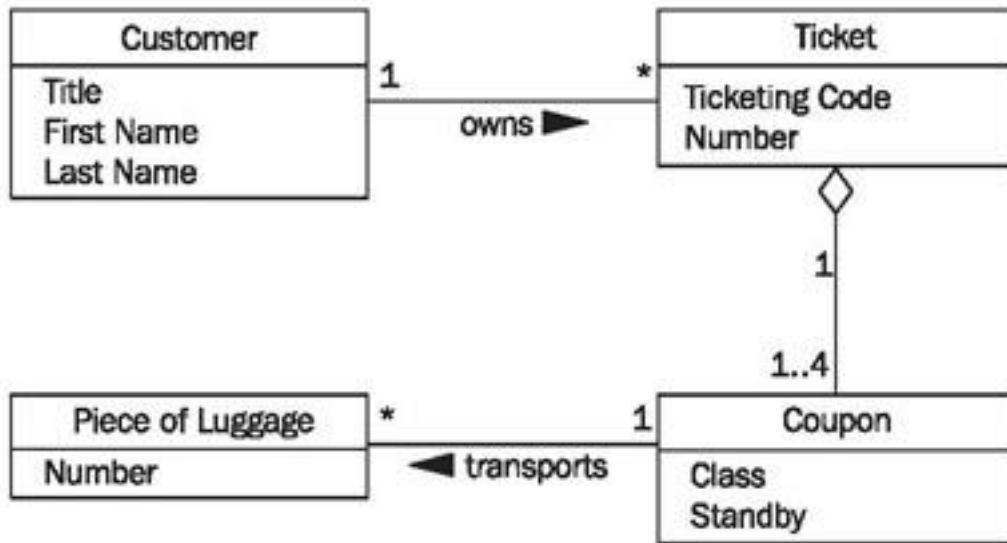 Customer
Title
First Name
Last Name
1
*
owns
Ticket
Ticketing Code
Number
1
1..4
Piece of Luggage
Number
*
1
transports
Coupon
Class
Standby